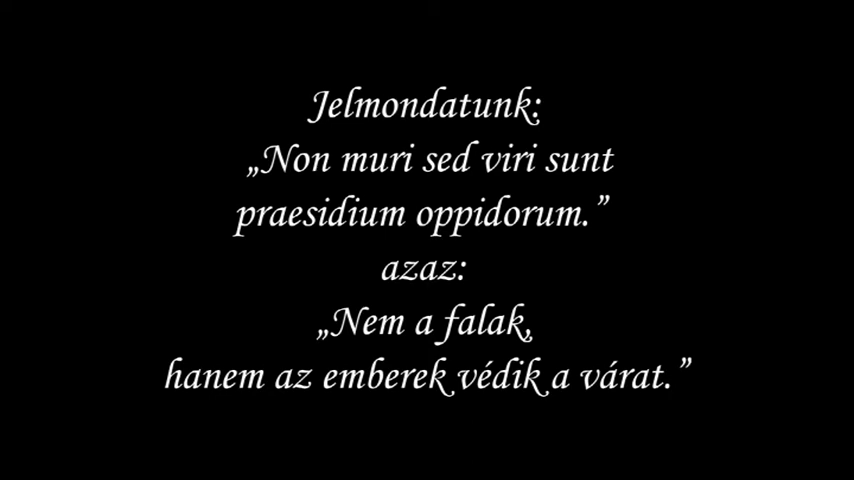 Jelmondatunk:
„Non muri sed viri sunt
praesidium oppidorum.”
azaz:
„Nem a falak,
hanem az emberek védik a várat.”